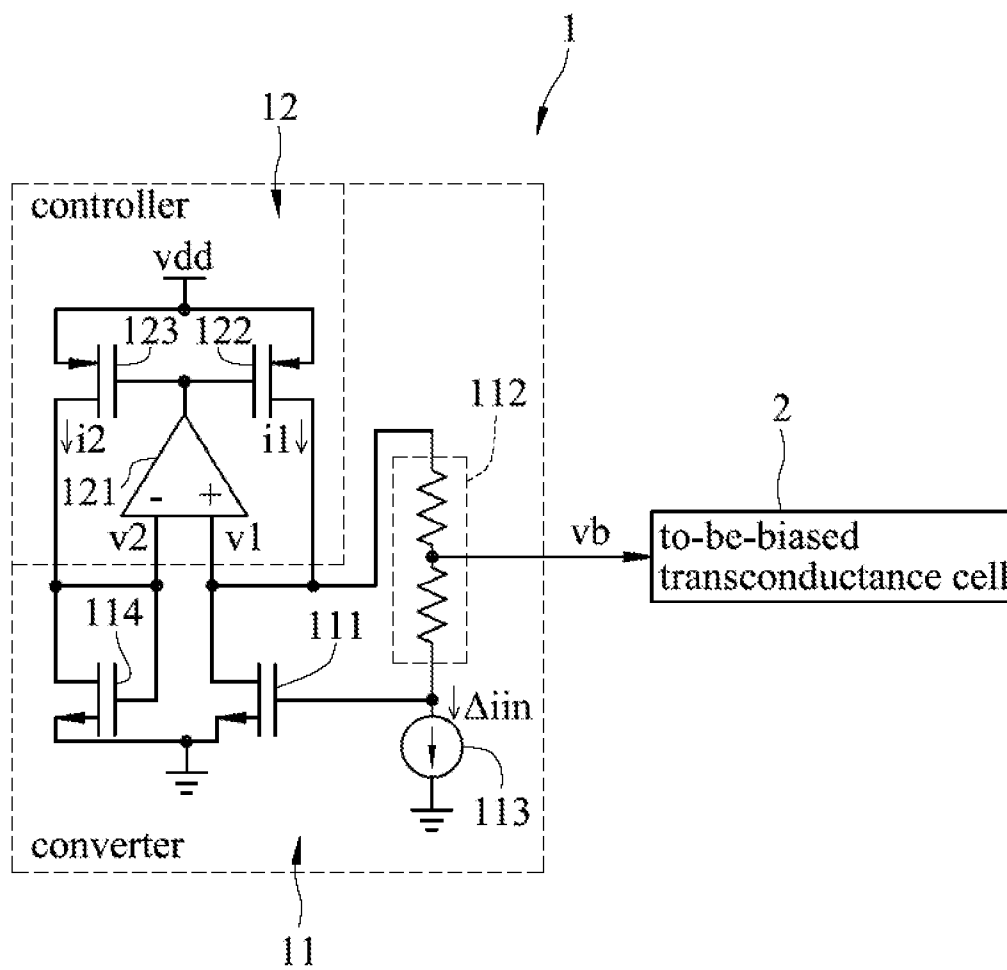 1
12
controller
vdd
123
122
112
2
i2
i1
121
-
+
v2
v1
vb
to-be-biased
transconductance cell
114
111
Δiin
113
converter
11